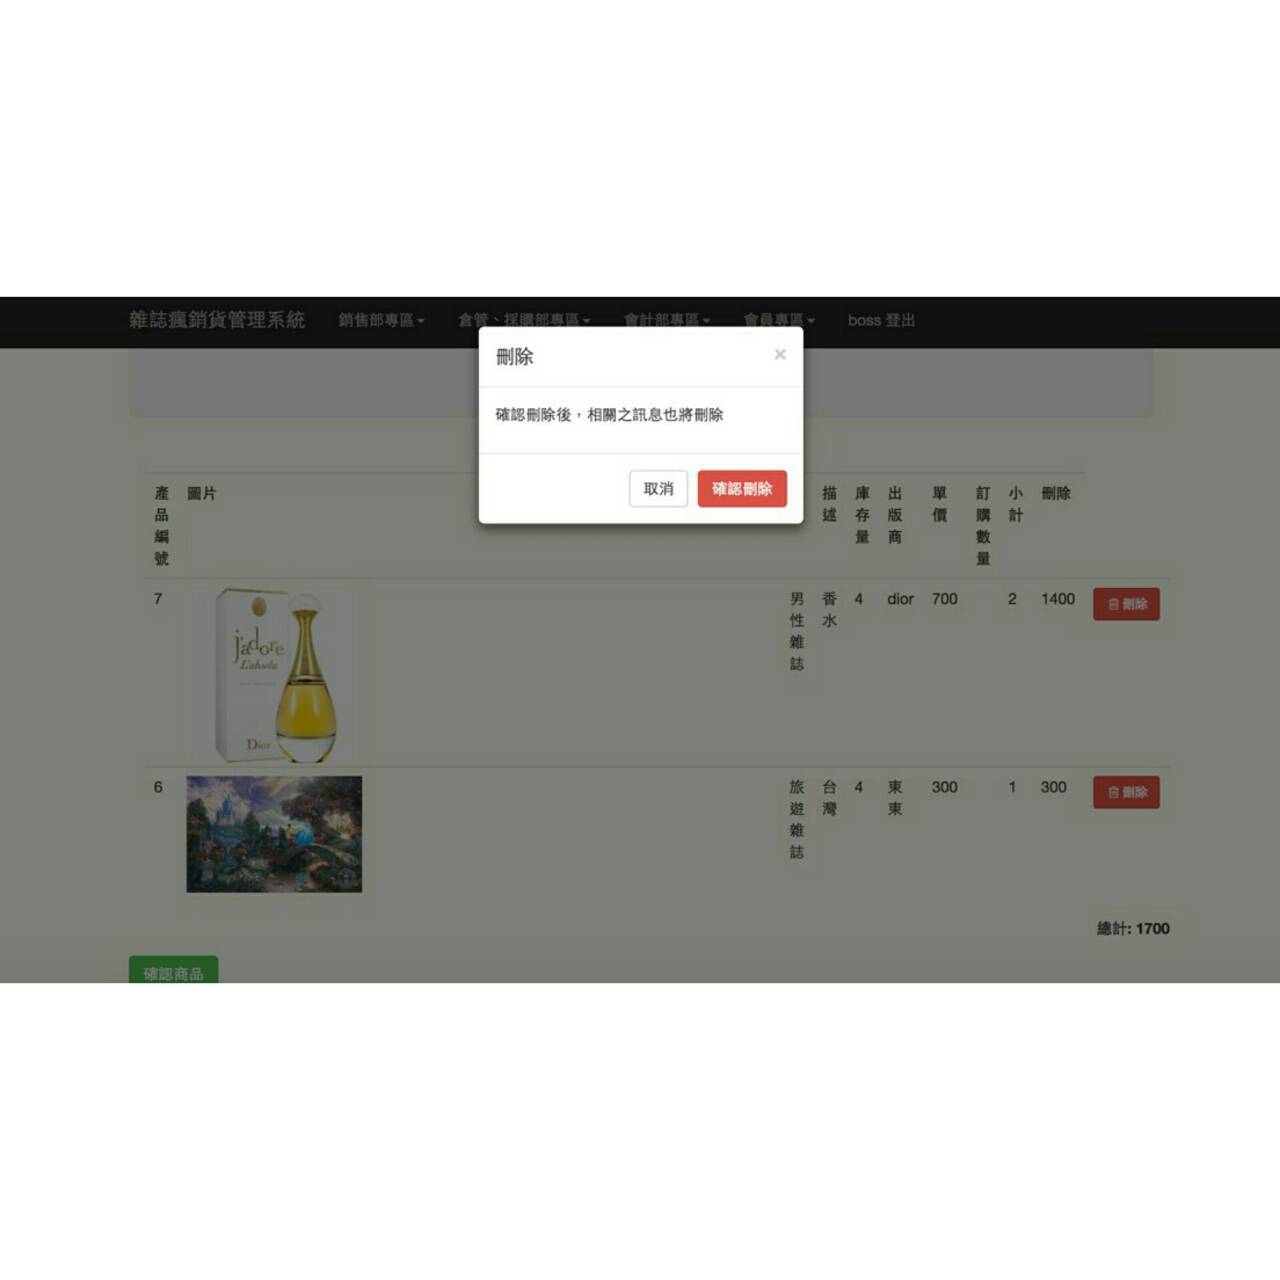 雜誌瘋銷貨管理系統 銷售部專區 倉管、採購部專區 會計部專區 會員專區 boss 登出
刪除 ×
確認刪除後，相關之訊息也將刪除
取消 確認刪除
產品編號 圖片 描述 庫存量 出版商 單價 訂購數量 小計 刪除
7 男性雜誌 香水 4 dior 700 2 1400 刪除
j'adore
L'absolu
Dior
6 旅遊雜誌 台灣 4 東東 300 1 300 刪除
總計: 1700
確認商品